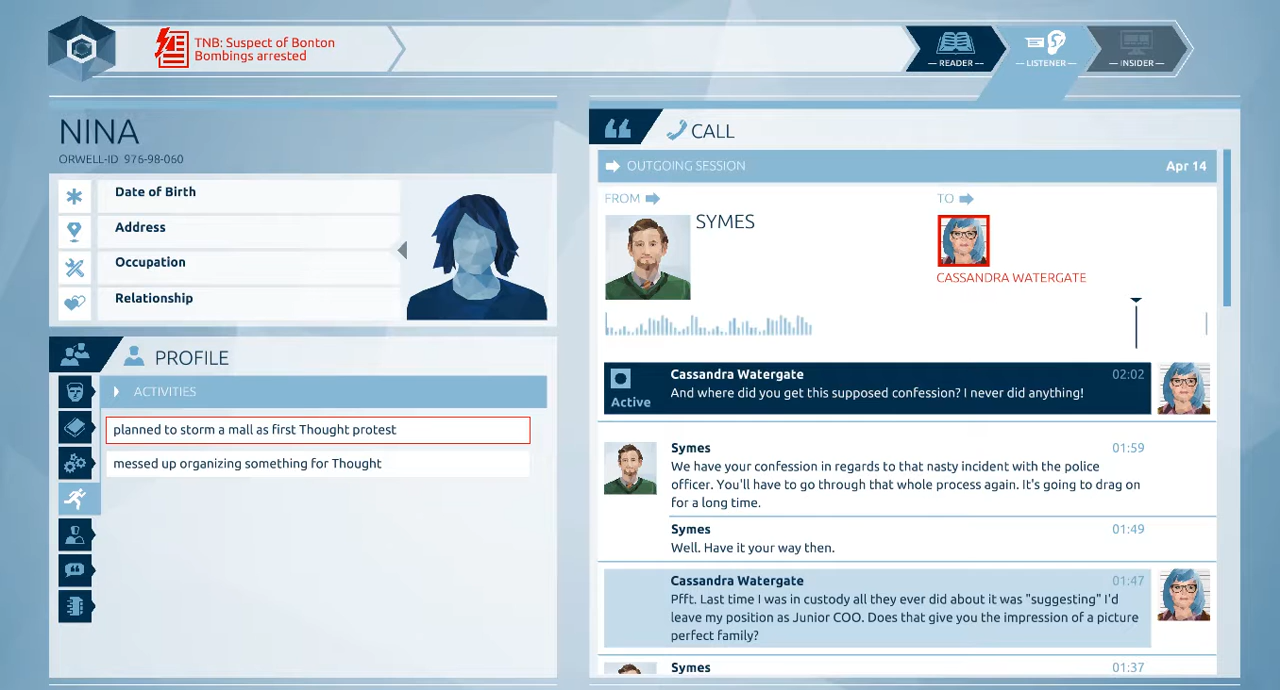 TNB: Suspect of Bonton
Bombings arrested
— READER —
— LISTENER —
— INSIDER —
NINA
ORWELL-ID 976-98-060
Date of Birth
Address
Occupation
Relationship
PROFILE
ACTIVITIES
planned to storm a mall as first Thought protest
messed up organizing something for Thought
CALL
OUTGOING SESSION
Apr 14
FROM
TO
SYMES
CASSANDRA WATERGATE
Active
Cassandra Watergate
02:02
And where did you get this supposed confession? I never did anything!
Symes
01:59
We have your confession in regards to that nasty incident with the police
officer. You'll have to go through that whole process again. It's going to drag on
for a long time.
Symes
01:49
Well. Have it your way then.
Cassandra Watergate
01:47
Pfft. Last time I was in custody all they ever did about it was "suggesting" I'd
leave my position as Junior COO. Does that give you the impression of a picture
perfect family?
Symes
01:37